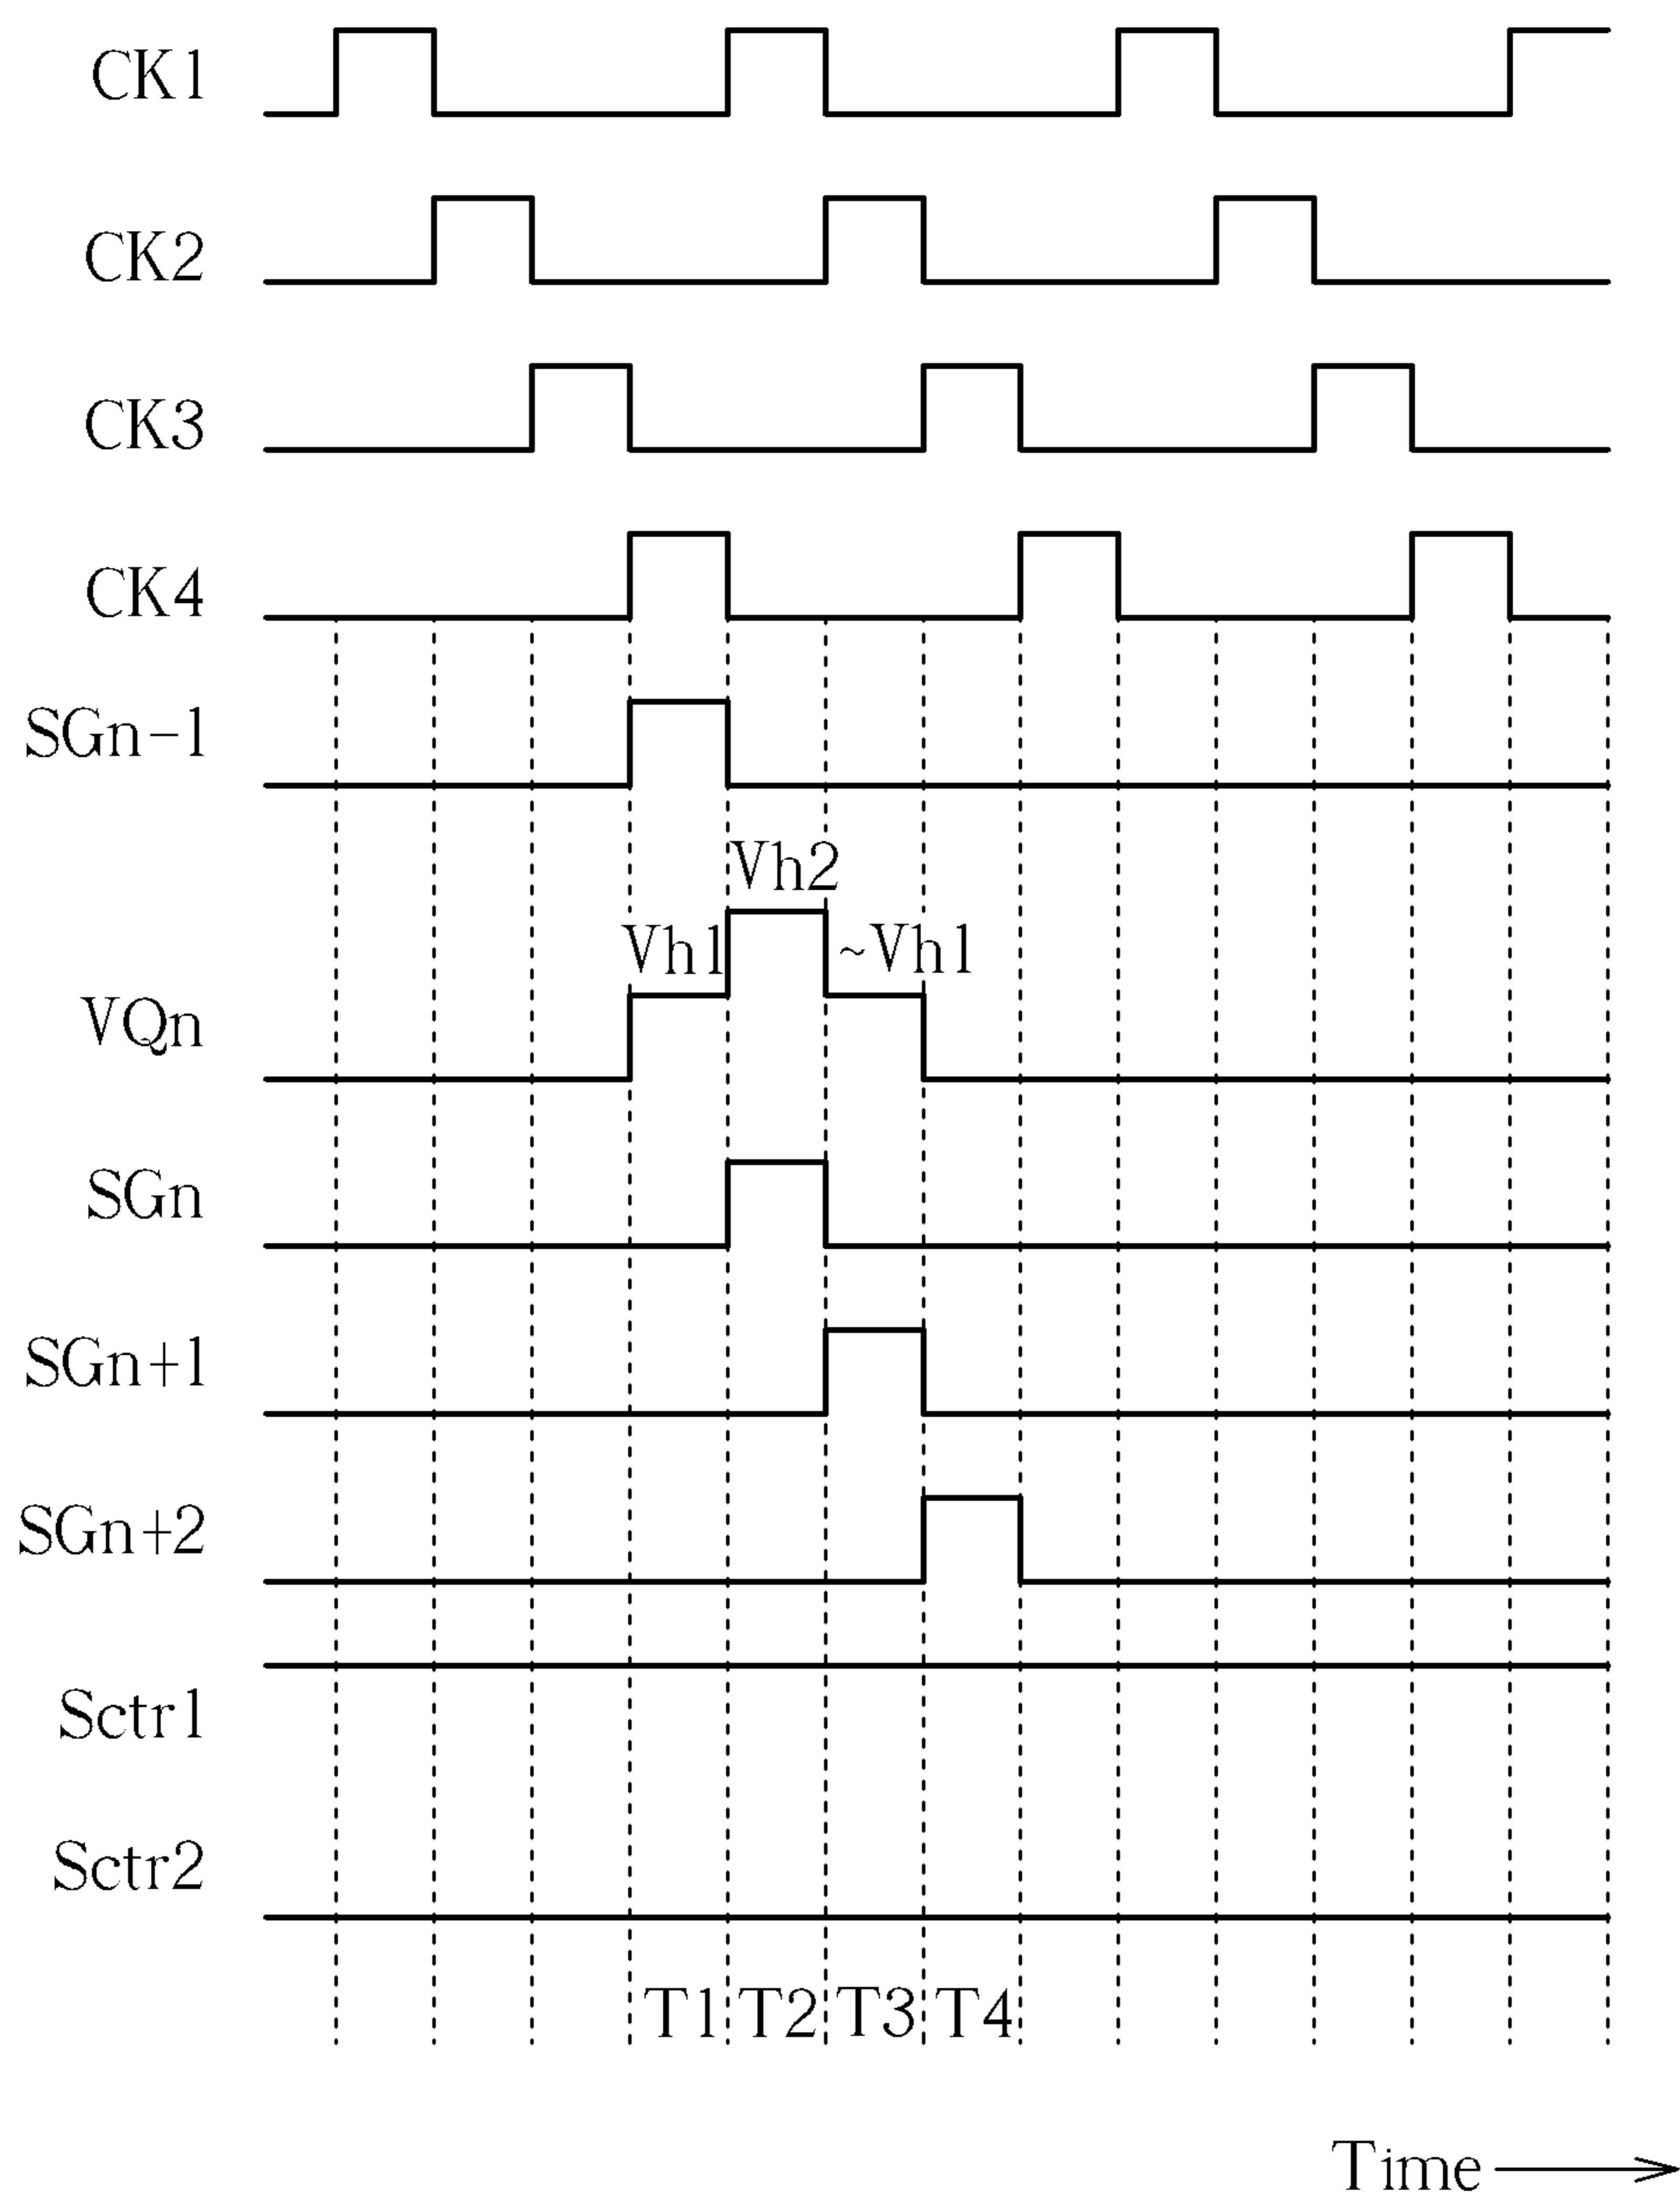 CK1
CK2
CK3
CK4
SGn-1
Vh2
Vh1 ~Vh1
VQn
SGn
SGn+1
SGn+2
Sctr1
Sctr2
T1 T2 T3 T4
Time